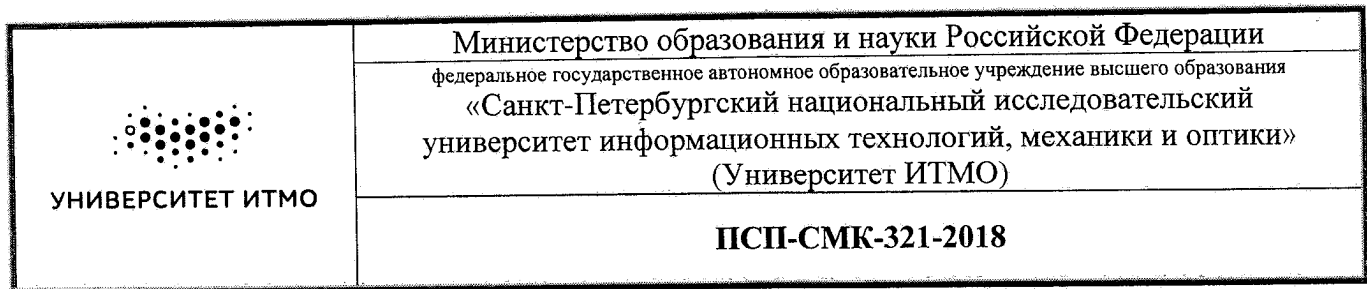 УНИВЕРСИТЕТ ИТМО
Министерство образования и науки Российской Федерации
федеральное государственное автономное образовательное учреждение высшего образования
«Санкт-Петербургский национальный исследовательский
университет информационных технологий, механики и оптики»
(Университет ИТМО)
ПСП-СМК-321-2018